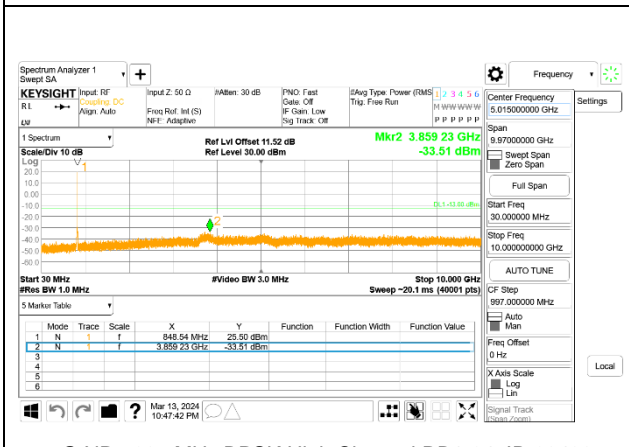 Spectrum Analyzer 1
Swept SA
Frequency
Settings
KEYSIGHT
RL
Input: RF
Coupling: DC
Align: Auto
Input Z: 50 Ω
Freq Ref: Int (S)
NFE: Adaptive
#Atten: 30 dB
PNO: Fast
Gate: Off
IF Gain: Low
Sig Track: Off
#Avg Type: Power (RMS
Trig: Free Run
1 2 3 4 5 6
M W W W W W
P P P P P P
1 Spectrum
Scale/Div 10 dB
Ref Lvl Offset 11.52 dB
Ref Level 30.00 dBm
Mkr2 3.859 23 GHz
-33.51 dBm
Log
20.0
10.0
0.00
-10.0
-20.0
-30.0
-40.0
-50.0
-60.0
1
2
DL1 -13.00 dBm
Start 30 MHz
#Res BW 1.0 MHz
#Video BW 3.0 MHz
Stop 10.000 GHz
Sweep ~20.1 ms (40001 pts)
5 Marker Table
Mode Trace Scale X Y Function Function Width Function Value
1 N 1 f 848.54 MHz 25.50 dBm
2 N 1 f 3.859 23 GHz -33.51 dBm
3
4
5
6
Mar 13, 2024
10:47:42 PM
Center Frequency
5.015000000 GHz
Span
9.97000000 GHz
Swept Span
Zero Span
Full Span
Start Freq
30.000000 MHz
Stop Freq
10.000000000 GHz
AUTO TUNE
CF Step
997.000000 MHz
Auto
Man
Freq Offset
0 Hz
X Axis Scale
Log
Lin
Signal Track
(Span Zoom)
Local